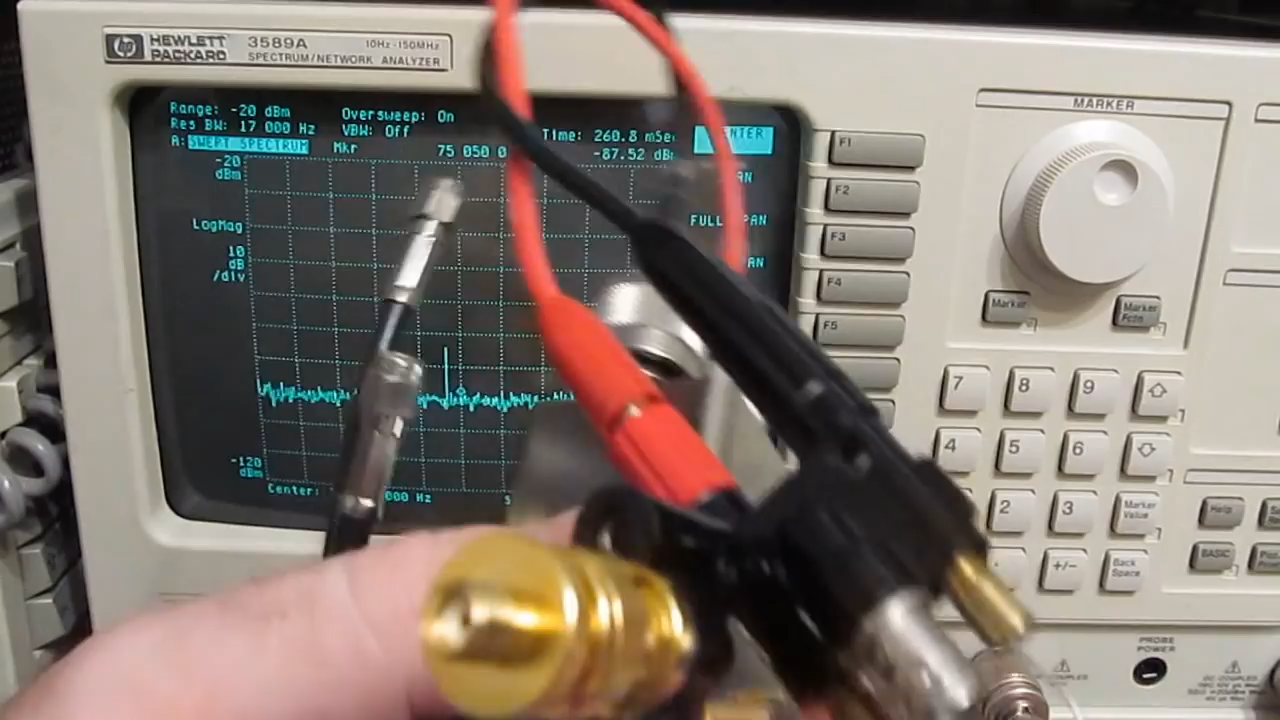 hp HEWLETT PACKARD
3589A 10Hz-150MHz
SPECTRUM/NETWORK ANALYZER
Range: -20 dBm Oversweep: On
Res BW: 17 000 Hz VBW: Off Time: 260.8 mSe
A: SWEPT SPECTRUM Mkr 75 050 0
-87.52 dB
-20
dBm
LogMag
10
dB
/div
-120
dBm
Center: 000 Hz
FULL
F1
F2
F3
F4
F5
MARKER
Marker
Marker Fctn
7 8 9
4 5 6
2 3
Marker Value
+/-
Back Space
Help
BASIC
PROBE POWER